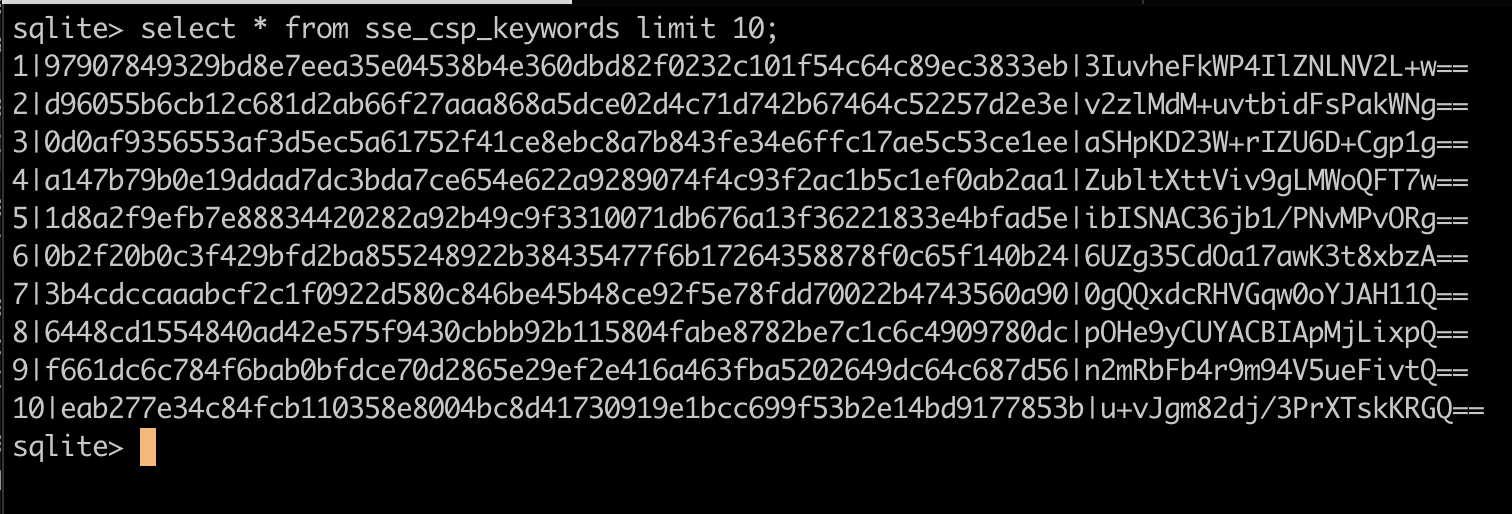 sqlite> select * from sse_csp_keywords limit 10;
1|97907849329bd8e7eea35e04538b4e360dbd82f0232c101f54c64c89ec3833eb|3IuvheFkWP4IlZNLNV2L+w==
2|d96055b6cb12c681d2ab66f27aaa868a5dce02d4c71d742b67464c52257d2e3e|v2zlMdM+uvtbidFsPakWNg==
3|0d0af9356553af3d5ec5a61752f41ce8ebc8a7b843fe34e6ffc17ae5c53ce1ee|aSHpKD23W+rIZU6D+Cgp1g==
4|a147b79b0e19ddad7dc3bda7ce654e622a9289074f4c93f2ac1b5c1ef0ab2aa1|ZubltXttViv9gLMWoQFT7w==
5|1d8a2f9efb7e88834420282a92b49c9f3310071db676a13f36221833e4bfad5e|ibISNAC36jb1/PNvMPvORg==
6|0b2f20b0c3f429bfd2ba855248922b38435477f6b17264358878f0c65f140b24|6UZg35CdOa17awK3t8xbzA==
7|3b4cdccaaabcf2c1f0922d580c846be45b48ce92f5e78fdd70022b4743560a90|0gQQxdcRHVGqw0oYJAH11Q==
8|6448cd1554840ad42e575f9430cbbb92b115804fabe8782be7c1c6c4909780dc|pOHe9yCUYACBIApMjLixpQ==
9|f661dc6c784f6bab0bfdce70d2865e29ef2e416a463fba5202649dc64c687d56|n2mRbFb4r9m94V5ueFivtQ==
10|eab277e34c84fcb110358e8004bc8d41730919e1bcc699f53b2e14bd9177853b|u+vJgm82dj/3PrXTskKRGQ==
sqlite>